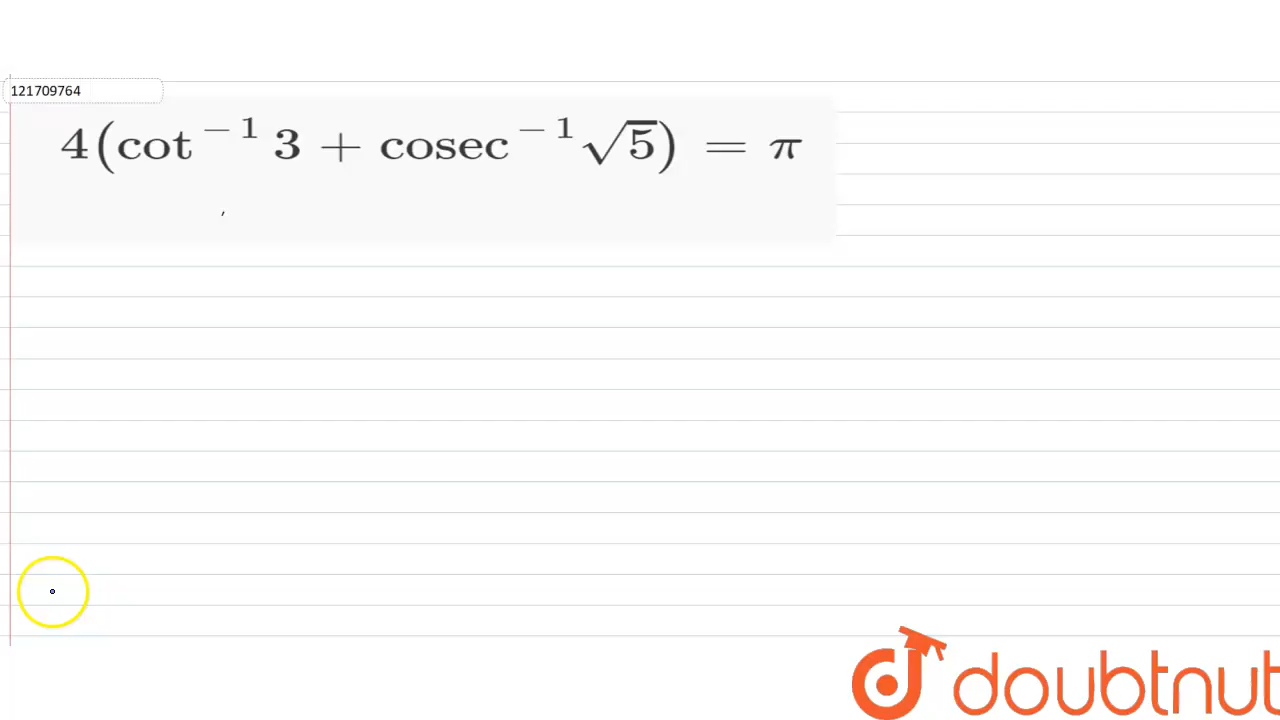 121709764
4(cot⁻¹ 3 + cosec⁻¹√5) = π
,
doubtnut